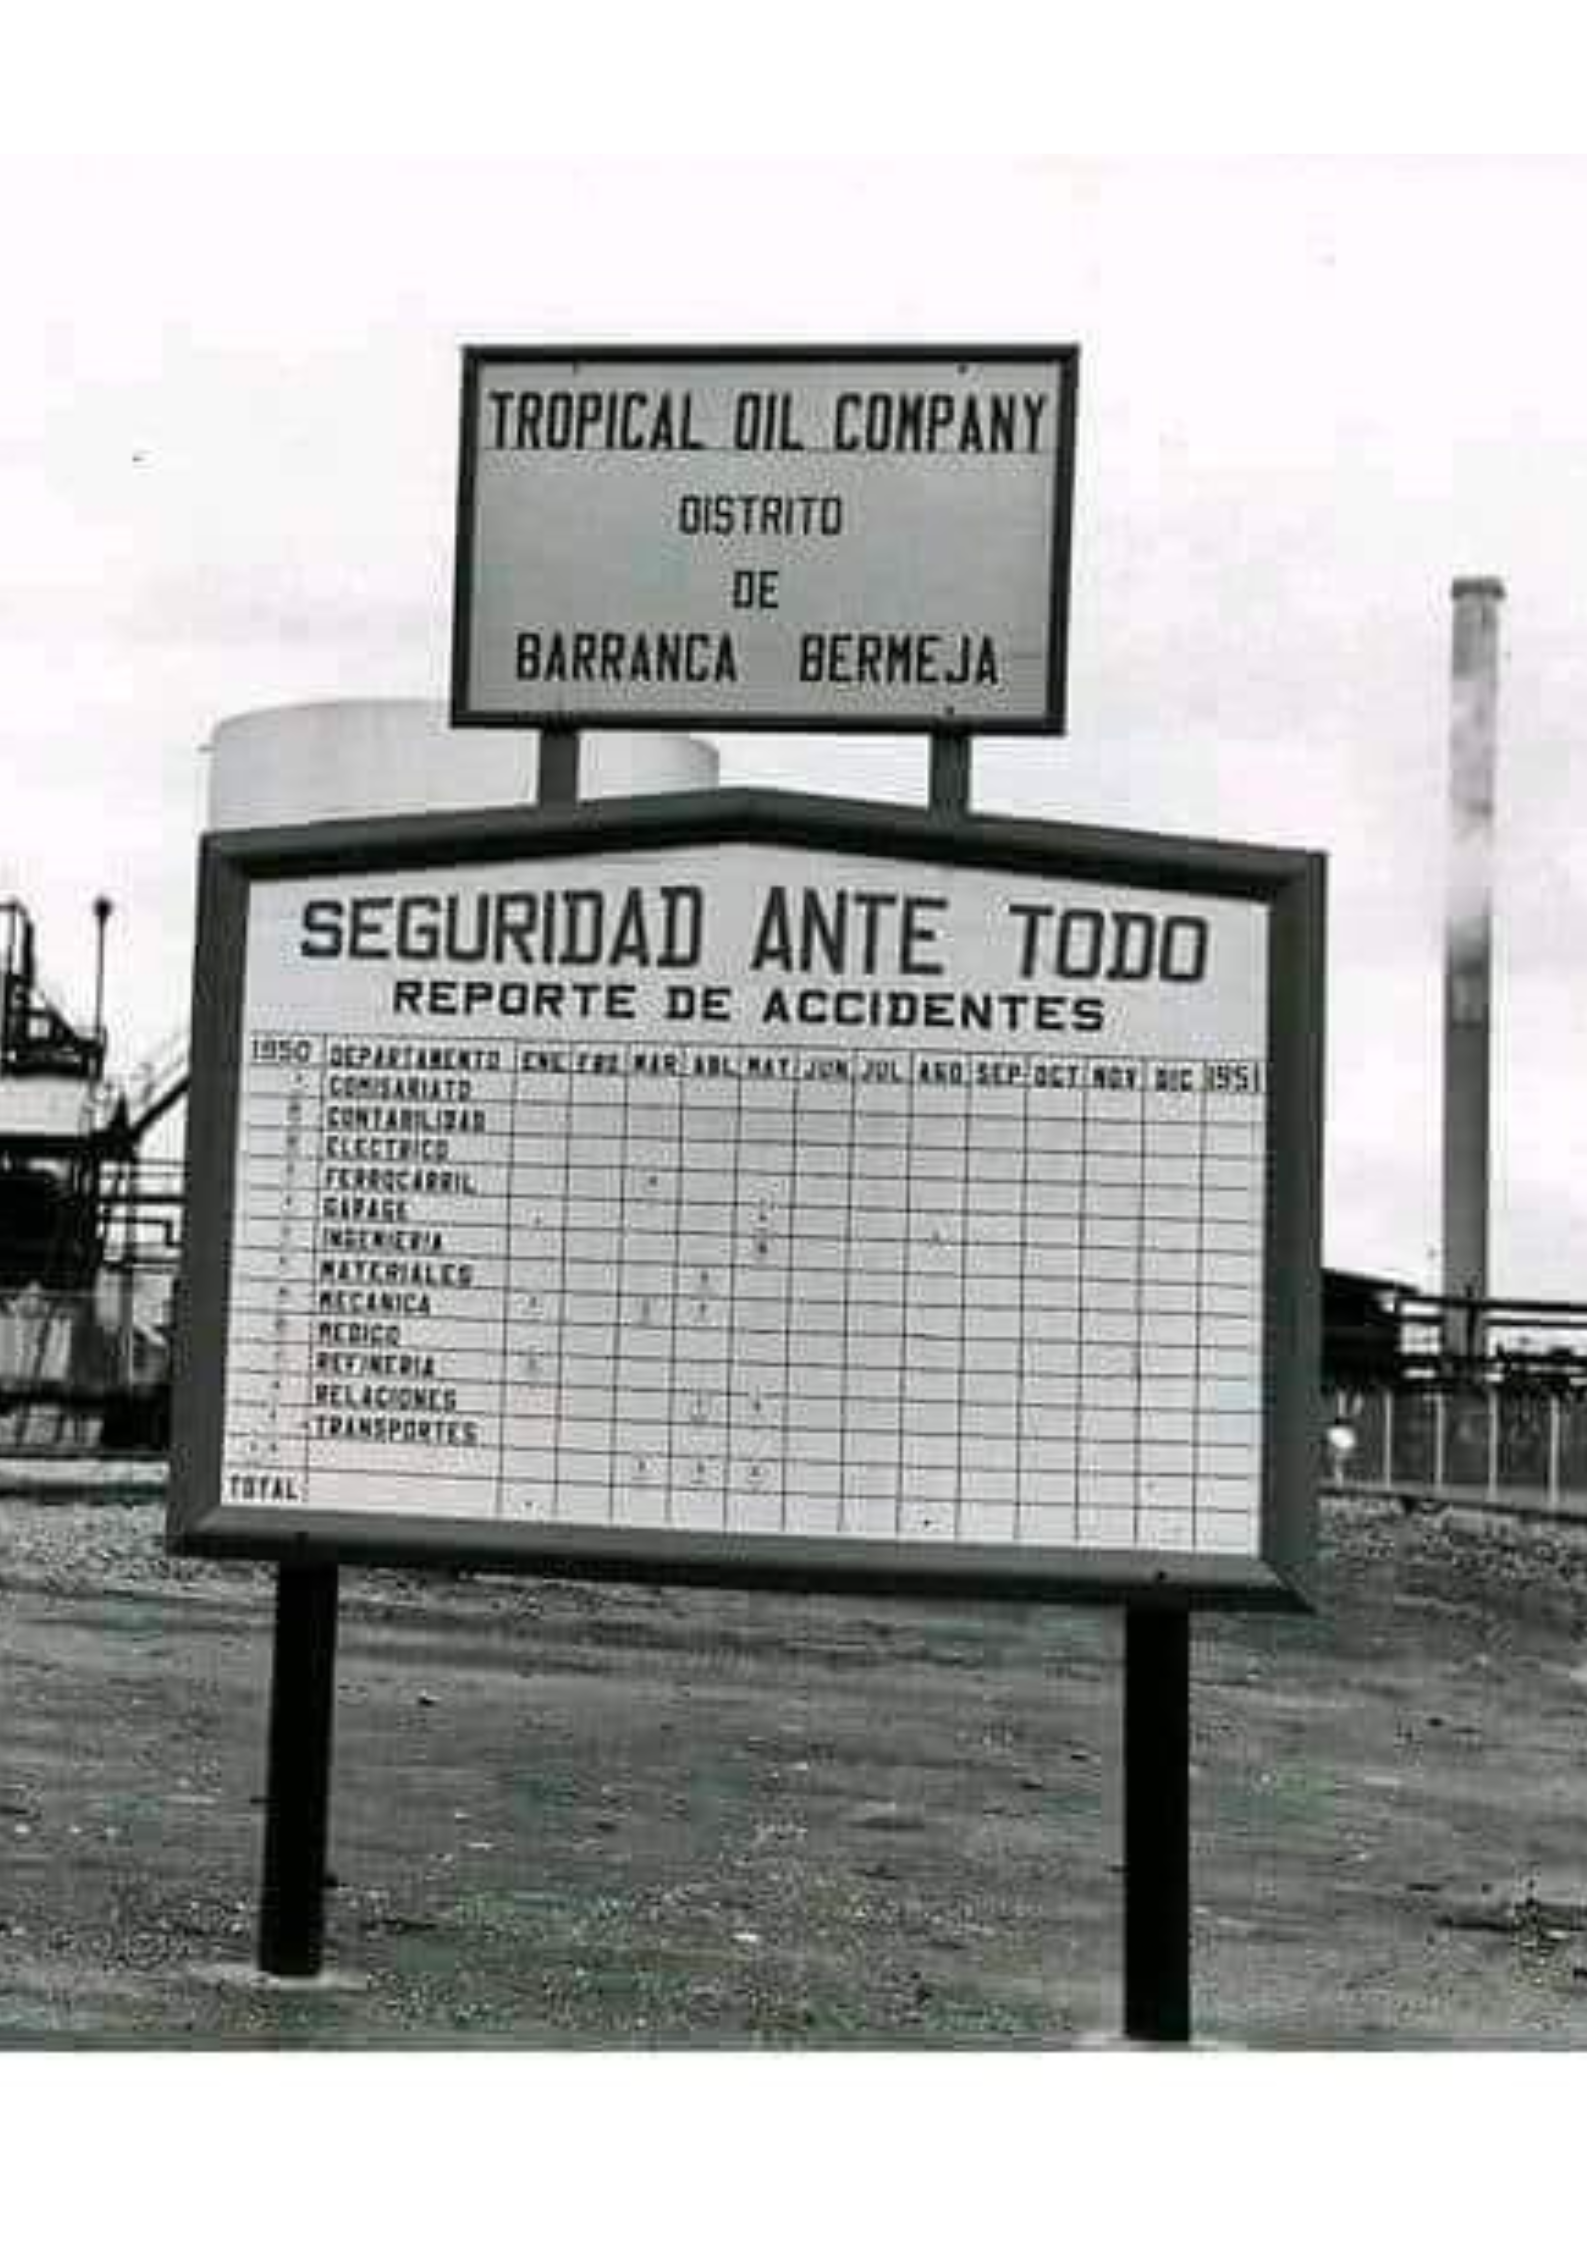 TROPICAL OIL COMPANY
DISTRITO
DE
BARRANCA BERMEJA
SEGURIDAD ANTE TODO
REPORTE DE ACCIDENTES
1950 DEPARTAMENTO ENE MAR ABL MAY JUN JUL AGO SEP OCT NOV DIC 1951
COMISARIATO
CONTABILIDAD
ELECTRICO
FERROCARRIL
GARAGE
INGENIERIA
MATERIALES
MECANICA
MEDICO
REFINERIA
RELACIONES
TRANSPORTES
TOTAL